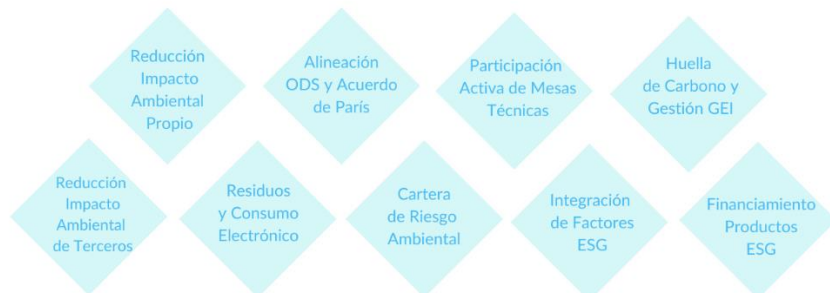 Reducción
Impacto
Ambiental
Propio
Alineación
ODS y Acuerdo
de París
Participación
Activa de Mesas
Técnicas
Huella
de Carbono y
Gestión GEI
Reducción
Impacto
Ambiental
de Terceros
Residuos
y Consumo
Electrónico
Cartera
de Riesgo
Ambiental
Integración
de Factores
ESG
Financiamiento
Productos
ESG